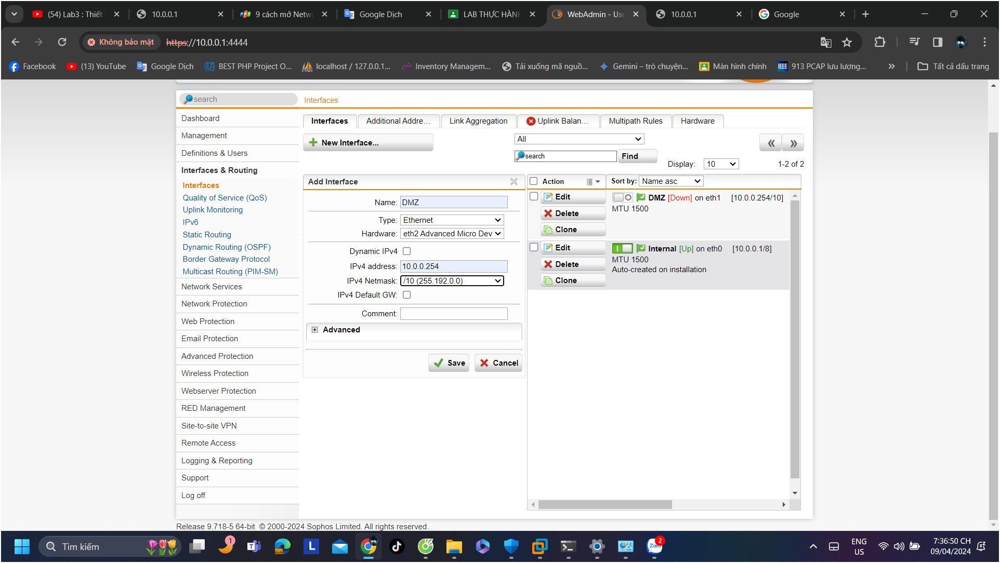 (54) Lab3 : Thiết
10.0.0.1
9 cách mở Netw
Google Dịch
LAB THỰC HÀNH
WebAdmin - Use
10.0.0.1
Google
Không bảo mật
https://10.0.0.1:4444
Facebook
(13) YouTube
Google Dịch
BEST PHP Project O...
localhost / 127.0.0.1...
Inventory Managem...
Tải xuống mã nguồ...
Gemini – trò chuyện...
Màn hình chính
IEEE
913 PCAP lưu lượng...
Tất cả dấu trang
search
Interfaces
Dashboard
Management
Definitions & Users
Interfaces & Routing
Interfaces
Quality of Service (QoS)
Uplink Monitoring
IPv6
Static Routing
Dynamic Routing (OSPF)
Border Gateway Protocol
Multicast Routing (PIM-SM)
Network Services
Network Protection
Web Protection
Email Protection
Advanced Protection
Wireless Protection
Webserver Protection
RED Management
Site-to-site VPN
Remote Access
Logging & Reporting
Support
Log off
Interfaces
Additional Addre...
Link Aggregation
Uplink Balan...
Multipath Rules
Hardware
New Interface...
All
search
Find
Display: 10
1-2 of 2
Add Interface
Name: DMZ
Type: Ethernet
Hardware: eth2 Advanced Micro Dev
Dynamic IPv4
IPv4 address: 10.0.0.254
IPv4 Netmask: /10 (255.192.0.0)
IPv4 Default GW:
Comment:
Advanced
Save
Cancel
Action
Sort by: Name asc
Edit
Delete
Clone
DMZ [Down] on eth1 [10.0.0.254/10]
MTU 1500
Edit
Delete
Clone
Internal [Up] on eth0 [10.0.0.1/8]
MTU 1500
Auto-created on installation
Release 9.718-5 64-bit © 2000-2024 Sophos Limited. All rights reserved.
Tìm kiếm
1
L
Zalo
2
ENG
US
7:36:50 CH
09/04/2024